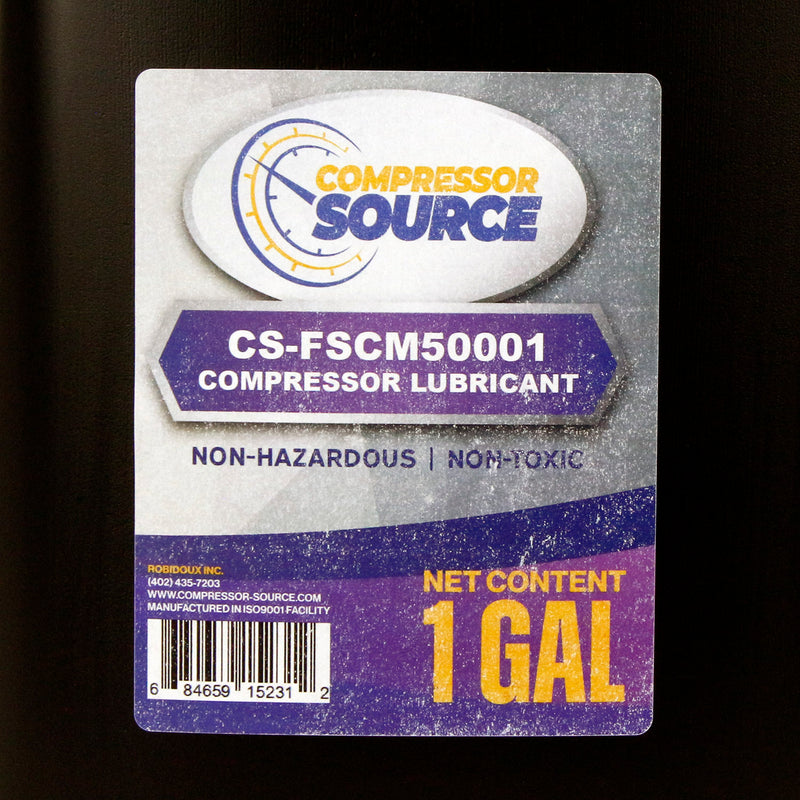 COMPRESSOR
SOURCE
CS-FSCM50001
COMPRESSOR LUBRICANT
NON-HAZARDOUS | NON-TOXIC
ROBIDOUX INC.
(402) 435-7203
WWW.COMPRESSOR-SOURCE.COM
MANUFACTURED IN ISO9001 FACILITY
6 84659 15231 2
NET CONTENT
1 GAL